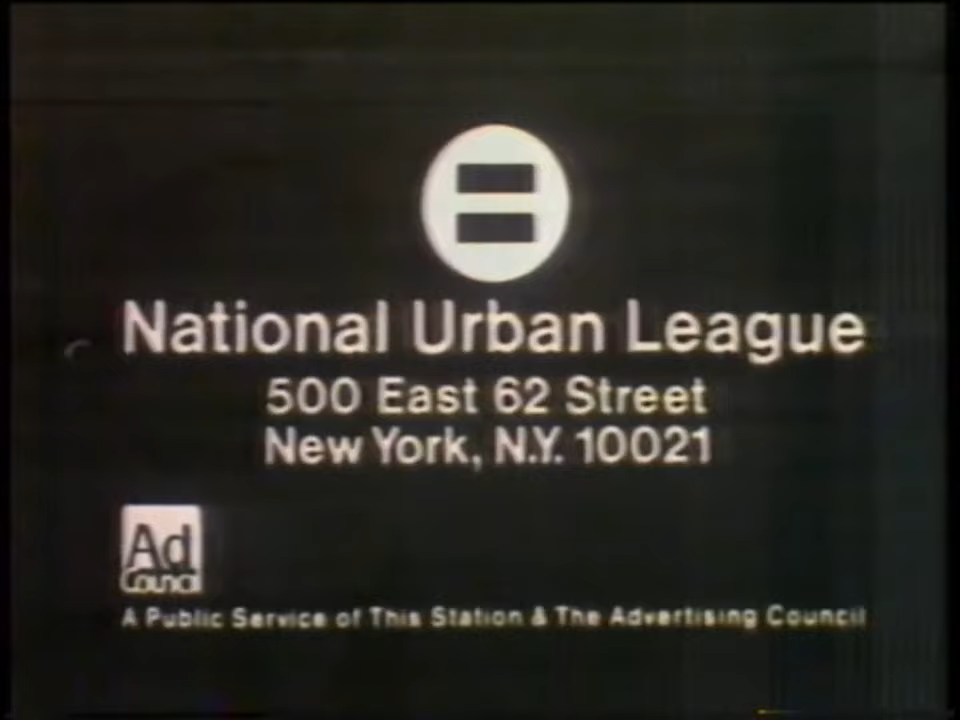 National Urban League
500 East 62 Street
New York, N.Y. 10021
Ad
Council
A Public Service of This Station & The Advertising Council